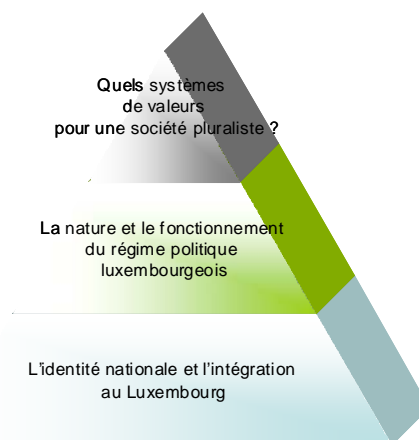 Quels systèmes
de valeurs
pour une société pluraliste ?
La nature et le fonctionnement
du régime politique
luxembourgeois
L'identité nationale et l'intégration
au Luxembourg